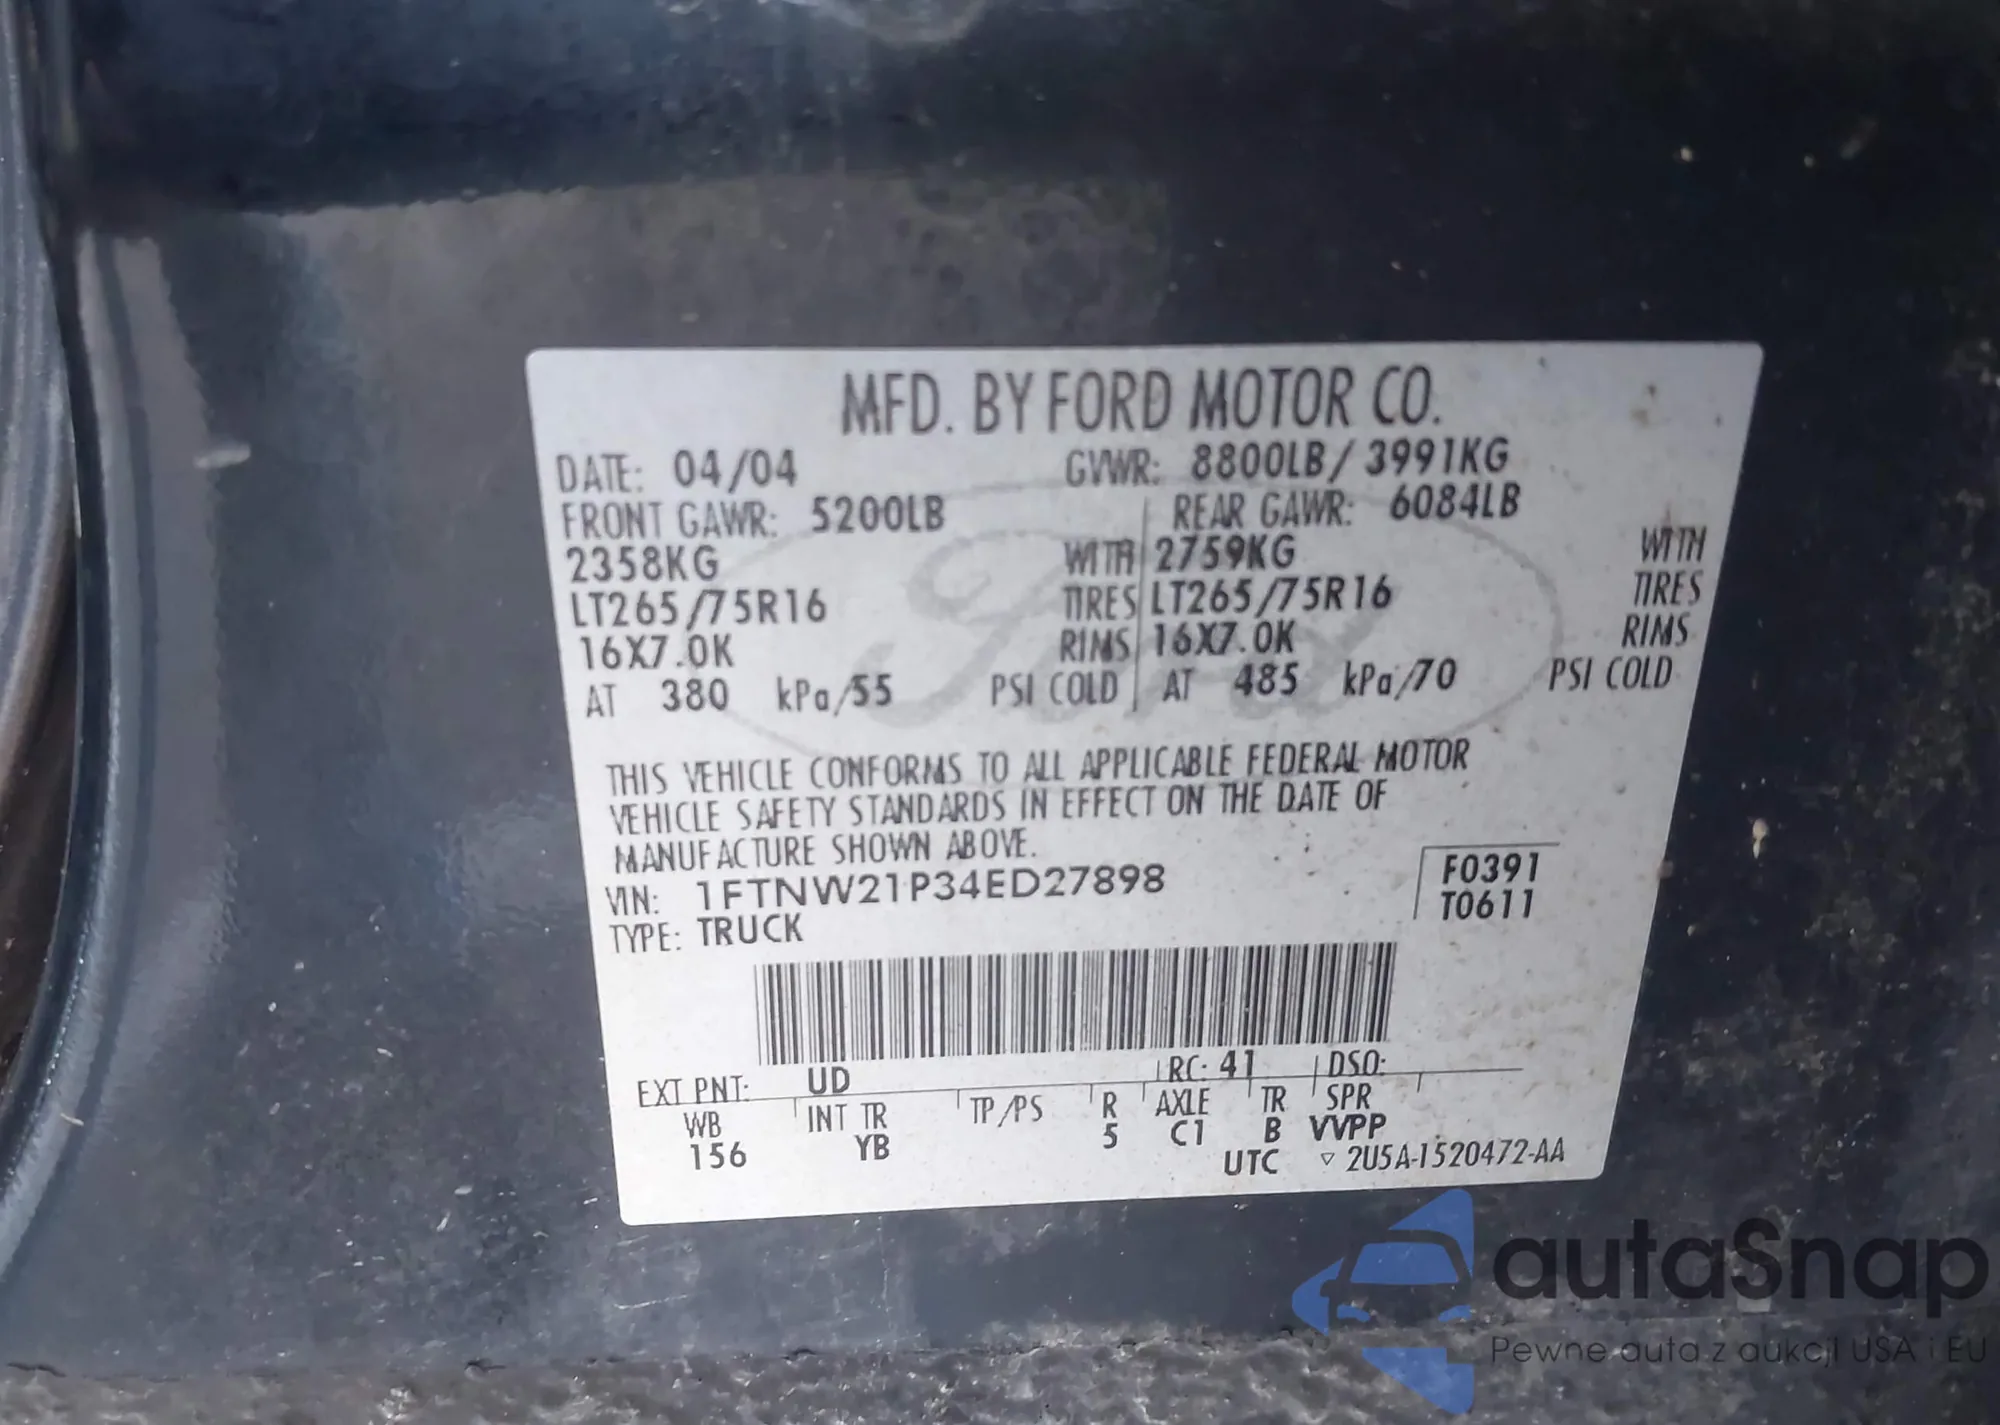 MFD. BY FORD MOTOR CO.
DATE: 04/04 GVWR: 8800LB/3991KG
FRONT GAWR: 5200LB REAR GAWR: 6084LB
2358KG WITH 2759KG WITH
LT265/75R16 TIRES LT265/75R16 TIRES
16X7.0K RIMS 16X7.0K RIMS
AT 380 kPa/55 PSI COLD AT 485 kPa/70 PSI COLD
Ford
THIS VEHICLE CONFORMS TO ALL APPLICABLE FEDERAL MOTOR
VEHICLE SAFETY STANDARDS IN EFFECT ON THE DATE OF
MANUFACTURE SHOWN ABOVE.
VIN: 1FTNW21P34ED27898 F0391
TYPE: TRUCK T0611
EXT PNT: UD RC: 41 DSO:
WB INT TR TP/PS R AXLE TR SPR
156 YB 5 C1 B VVPP
UTC ▽ 2U5A-1520472-AA
autaSnap
Pewne auta z aukcji USA i EU